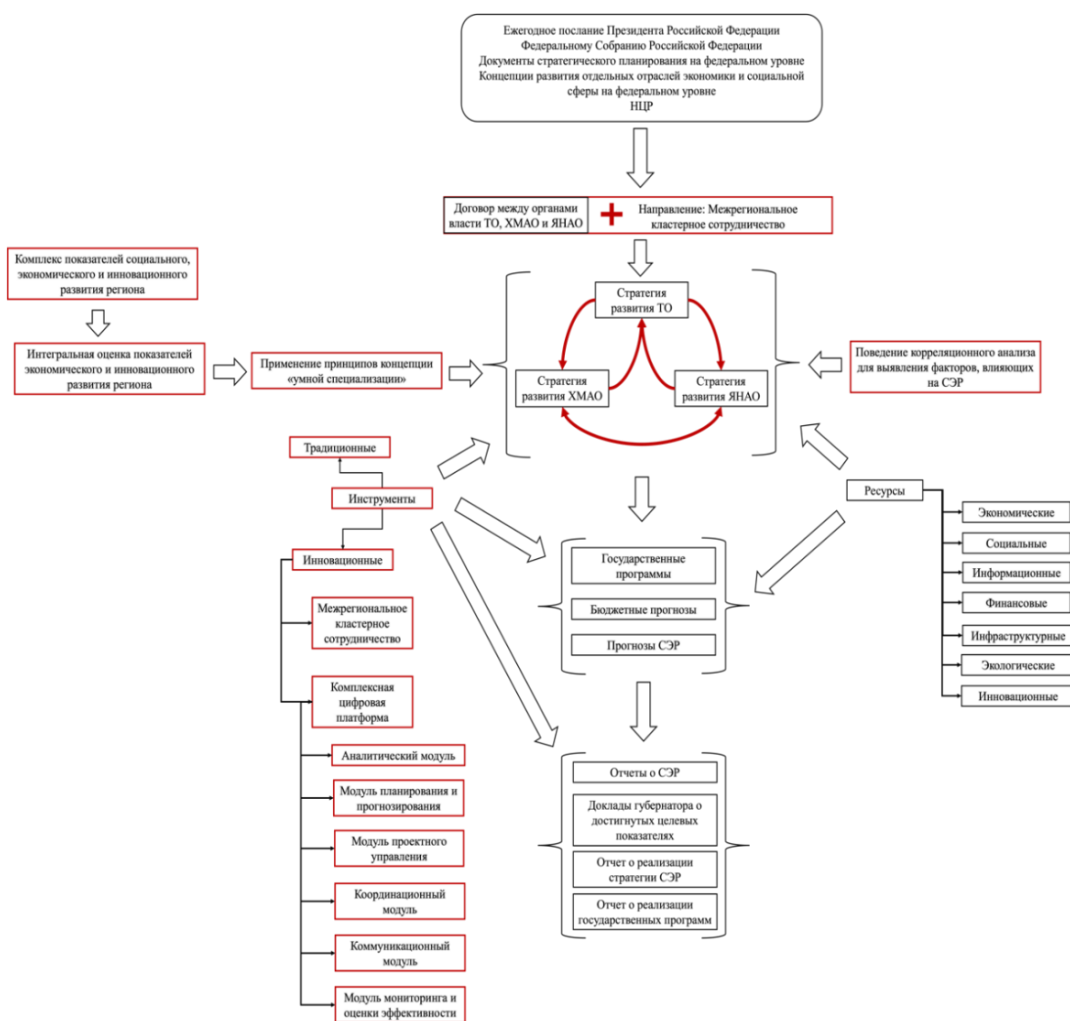 Ежегодное послание Президента Российской Федерации
Федеральному Собранию Российской Федерации
Документы стратегического планирования на федеральном уровне
Концепции развития отдельных отраслей экономики и социальной
сферы на федеральном уровне
НЦР
Договор между органами
власти ТО, ХМАО и ЯНАО
+
Направление: Межрегиональное
кластерное сотрудничество
Комплекс показателей социального,
экономического и инновационного
развития региона
Интегральная оценка показателей
экономического и инновационного
развития региона
Применение принципов концепции
«умной специализации»
Стратегия
развития ТО
Стратегия
развития ХМАО
Стратегия
развития ЯНАО
Поведение корреляционного анализа
для выявления факторов, влияющих
на СЭР
Традиционные
Инструменты
Инновационные
Межрегиональное
кластерное
сотрудничество
Комплексная
цифровая
платформа
Аналитический модуль
Модуль планирования и
прогнозирования
Модуль проектного
управления
Координационный
модуль
Коммуникационный
модуль
Модуль мониторинга и
оценки эффективности
Государственные
программы
Бюджетные прогнозы
Прогнозы СЭР
Отчеты о СЭР
Доклады губернатора о
достигнутых целевых
показателях
Отчет о реализации
стратегии СЭР
Отчет о реализации
государственных программ
Ресурсы
Экономические
Социальные
Информационные
Финансовые
Инфраструктурные
Экологические
Инновационные